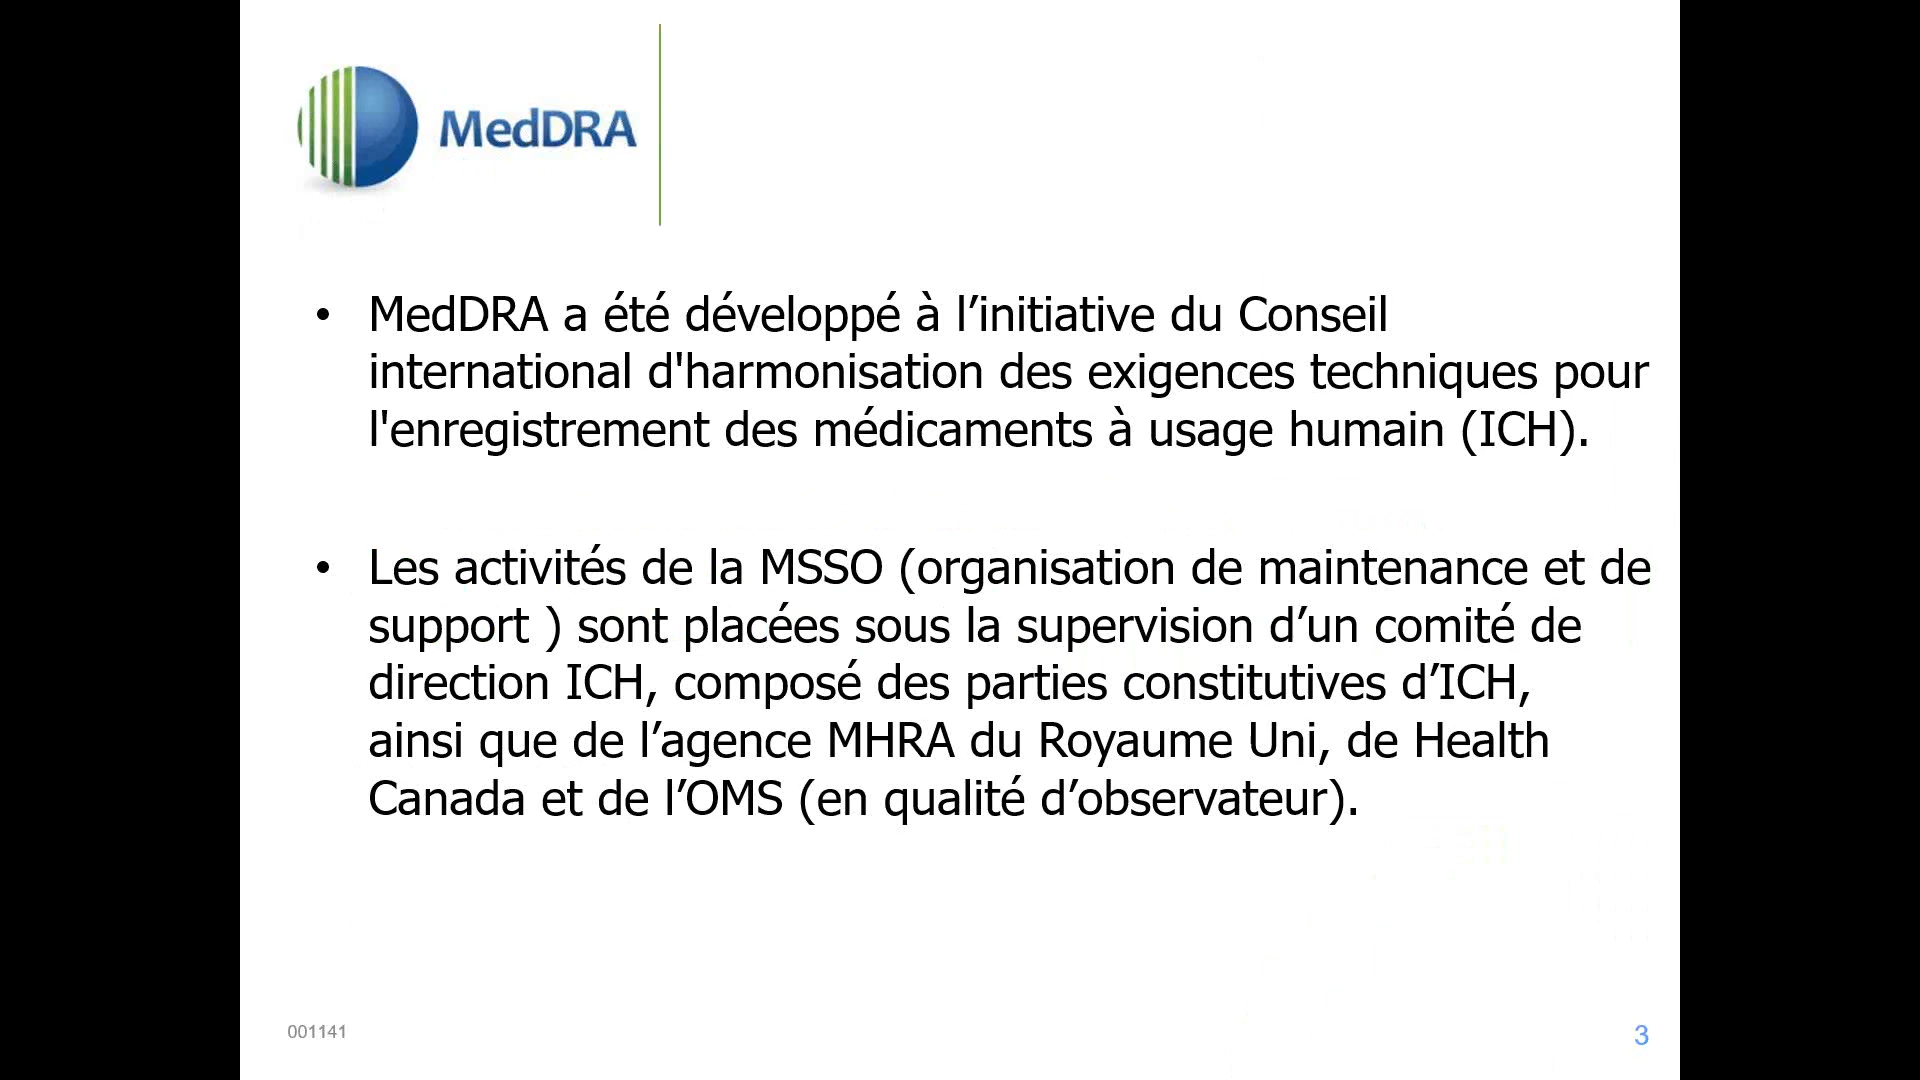 MedDRA
• MedDRA a été développé à l’initiative du Conseil
international d'harmonisation des exigences techniques pour
l'enregistrement des médicaments à usage humain (ICH).
• Les activités de la MSSO (organisation de maintenance et de
support ) sont placées sous la supervision d’un comité de
direction ICH, composé des parties constitutives d’ICH,
ainsi que de l’agence MHRA du Royaume Uni, de Health
Canada et de l’OMS (en qualité d’observateur).
001141
3